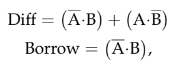 Diff = (A̅·B) + (A·B̅)
Borrow = (A̅·B),